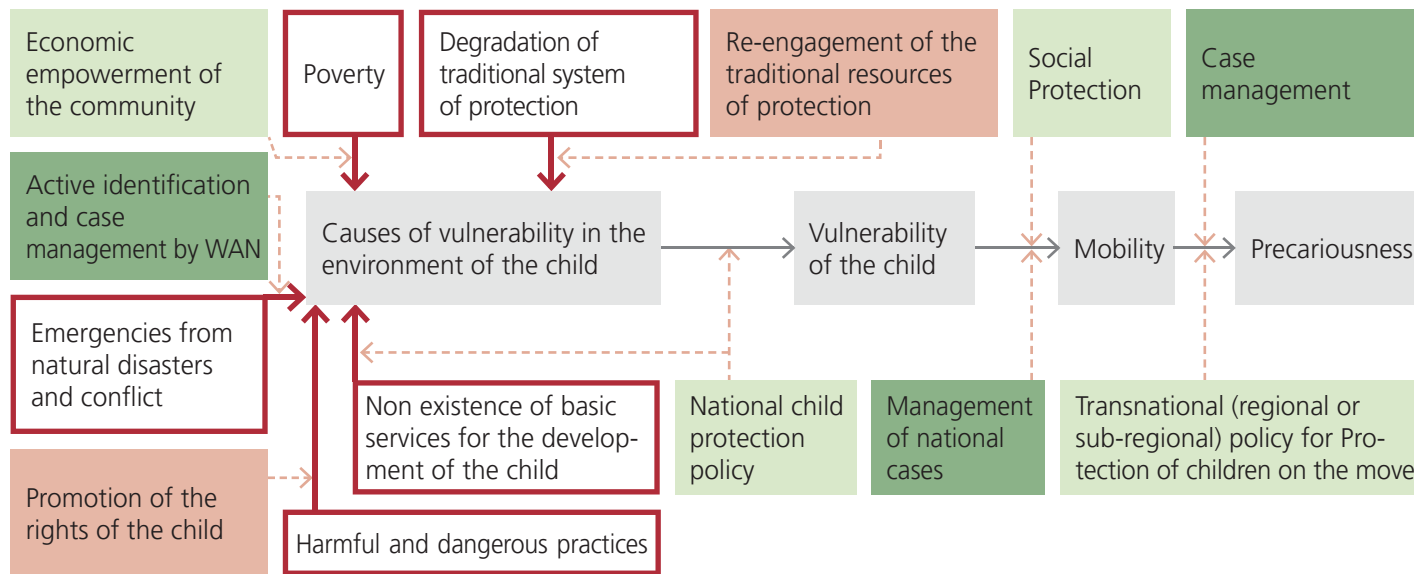 Economic
empowerment of
the community
Poverty
Degradation of
traditional system
of protection
Re-engagement of the
traditional resources
of protection
Social
Protection
Case
management
Active identification
and case
management by WAN
Causes of vulnerability in the
environment of the child
Vulnerability
of the child
Mobility
Precariousness
Emergencies from
natural disasters
and conflict
Non existence of basic
services for the develop-
ment of the child
National child
protection
policy
Management
of national
cases
Transnational (regional or
sub-regional) policy for Pro-
tection of children on the move
Promotion of the
rights of the child
Harmful and dangerous practices